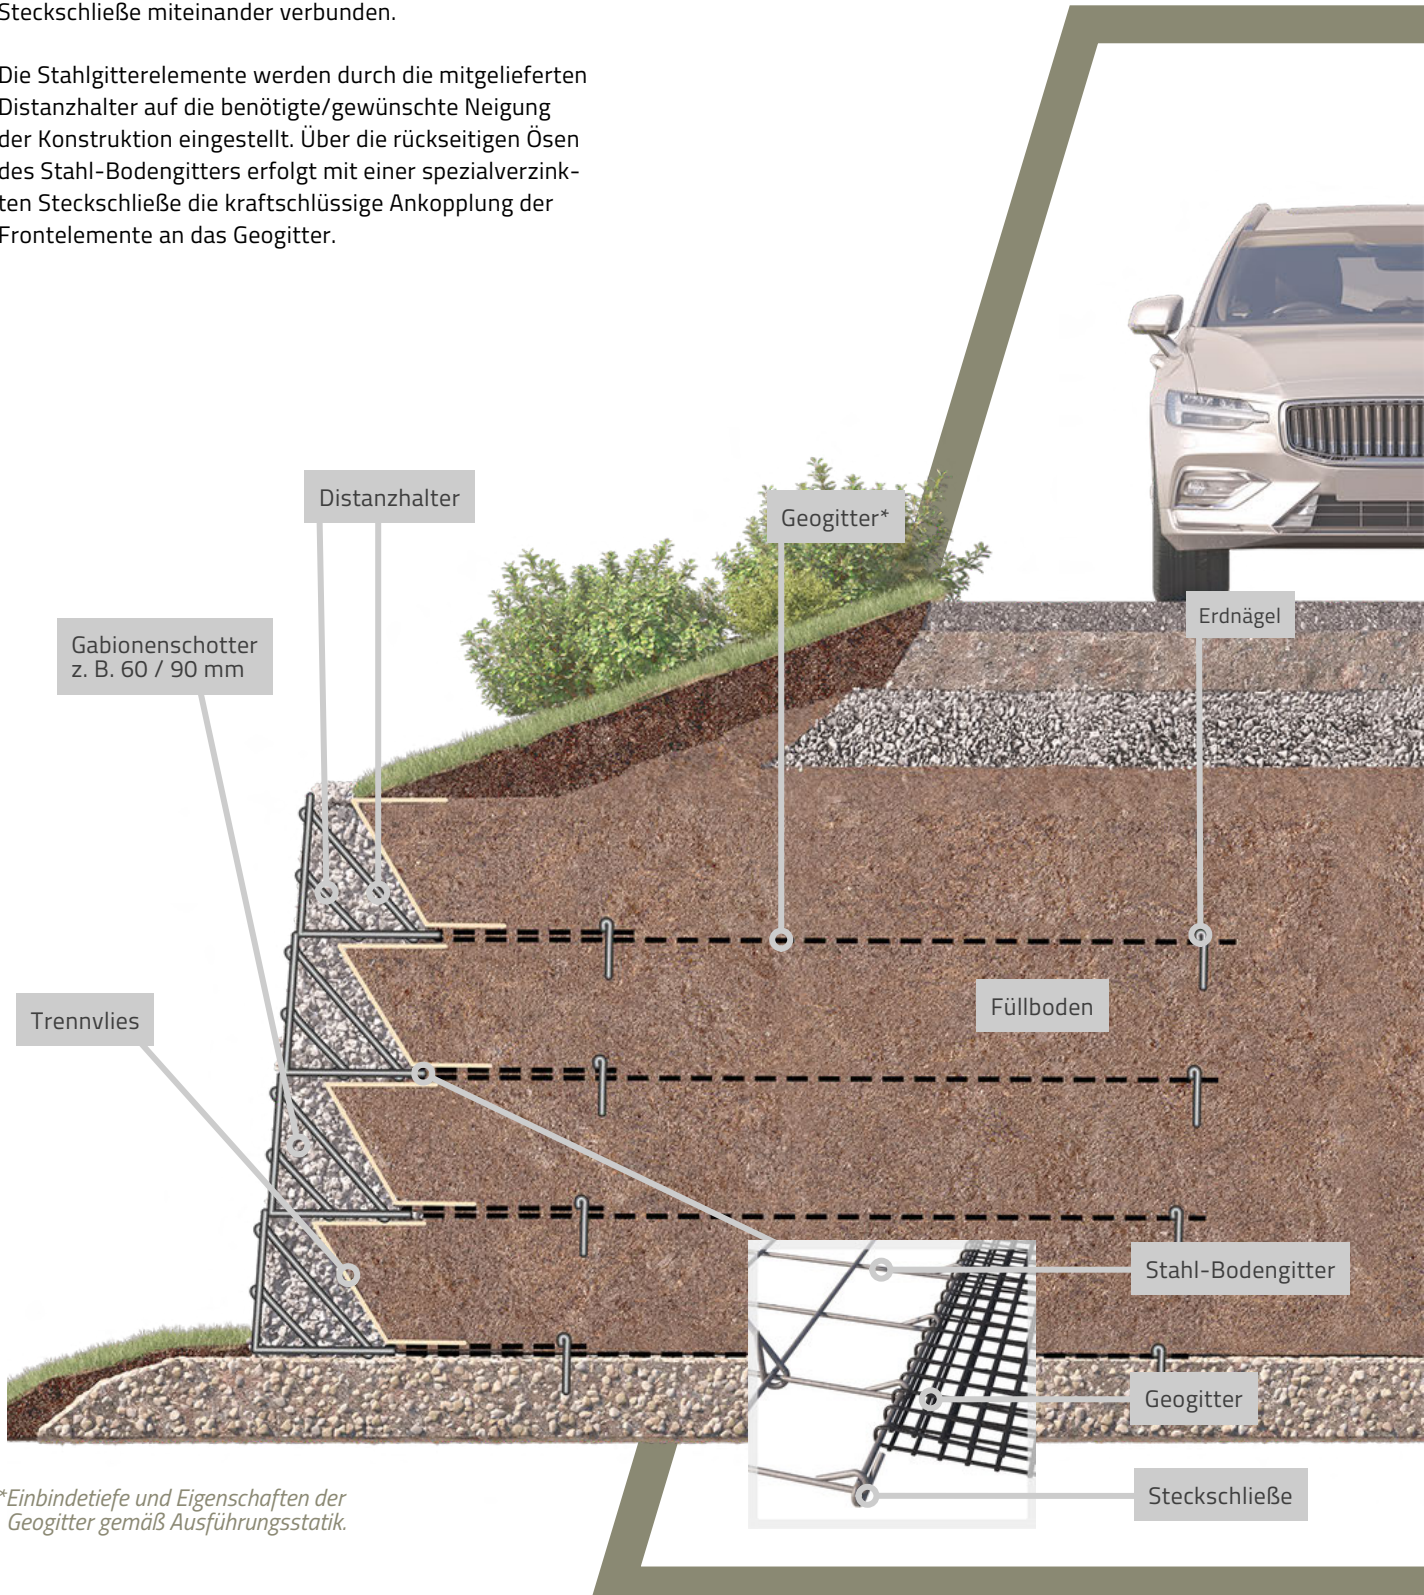 Steckschließe miteinander verbunden.
Die Stahlgitterelemente werden durch die mitgelieferten
Distanzhalter auf die benötigte/gewünschte Neigung
der Konstruktion eingestellt. Über die rückseitigen Ösen
des Stahl-Bodengitters erfolgt mit einer spezialverzink-
ten Steckschließe die kraftschlüssige Ankopplung der
Frontelemente an das Geogitter.
Distanzhalter
Geogitter*
Erdnägel
Gabionenschotter
z. B. 60 / 90 mm
Füllboden
Trennvlies
Stahl-Bodengitter
Geogitter
Steckschließe
*Einbindetiefe und Eigenschaften der
Geogitter gemäß Ausführungsstatik.